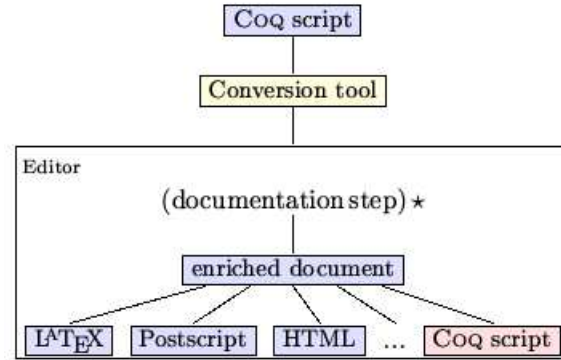 COQ script
Conversion tool
Editor
(documentation step) ⋆
enriched document
LATEX Postscript HTML ... COQ script